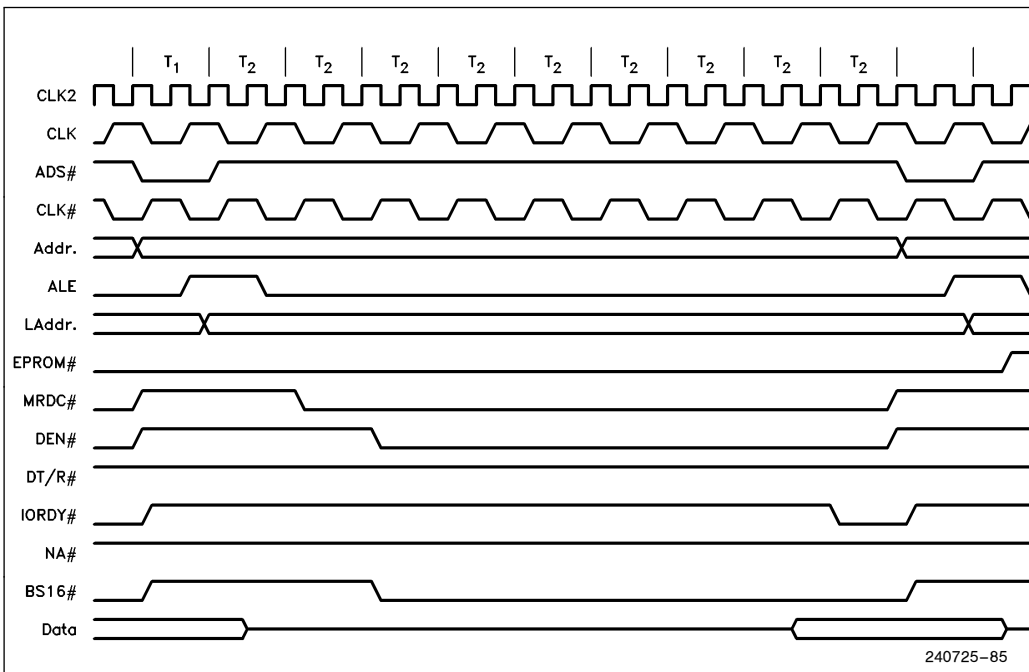 T1 T2 T2 T2 T2 T2 T2 T2 T2 T2
CLK2
CLK
ADS#
CLK#
Addr.
ALE
LAddr.
EPROM#
MRDC#
DEN#
DT/R#
IORDY#
NA#
BS16#
Data
240725-85